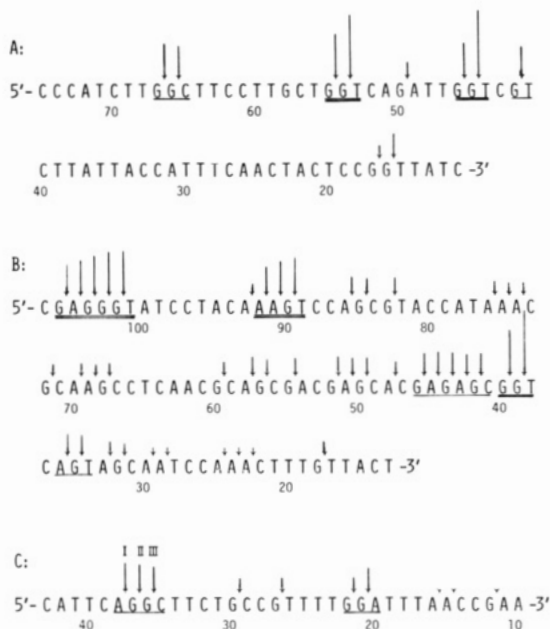 A:
5'- CCCATCTTGGCTTCCTTGCTGGTCAGATTGGTCGT
70 60 50
CTTATTACCATTTCAACTACTCCGGTTATC -3'
40 30 20
B:
5'- CGAGGGTATCCTACAAAGTCCAGCGTACCATAAAC
100 90 80
GCAAGCCTCAACGCAGCGACGAGCACGAGAGCGGT
70 60 50 40
CAGTAGCAATCCAAACTTTGTTACT -3'
30 20
C:
I II III
5'- CATTCAGGCTTCTGCCGTTTTGGATTTAACCGAA -3'
40 30 20 10